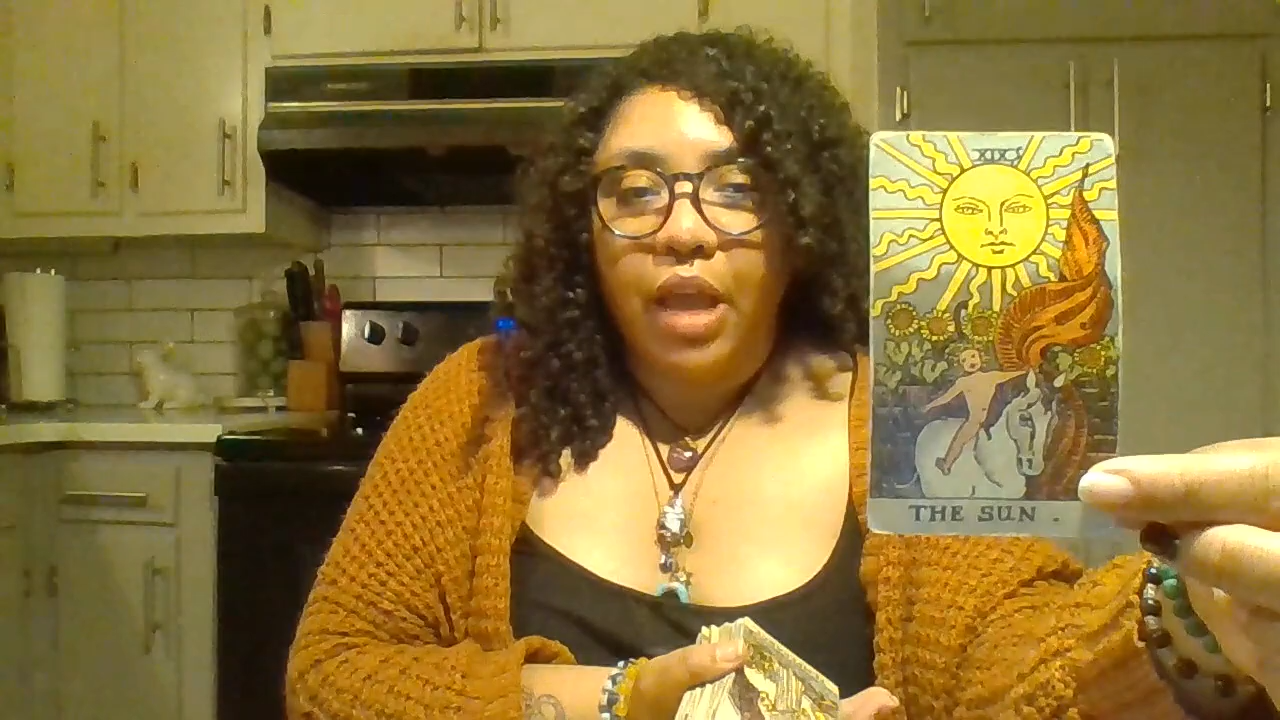 XIX
THE SUN .